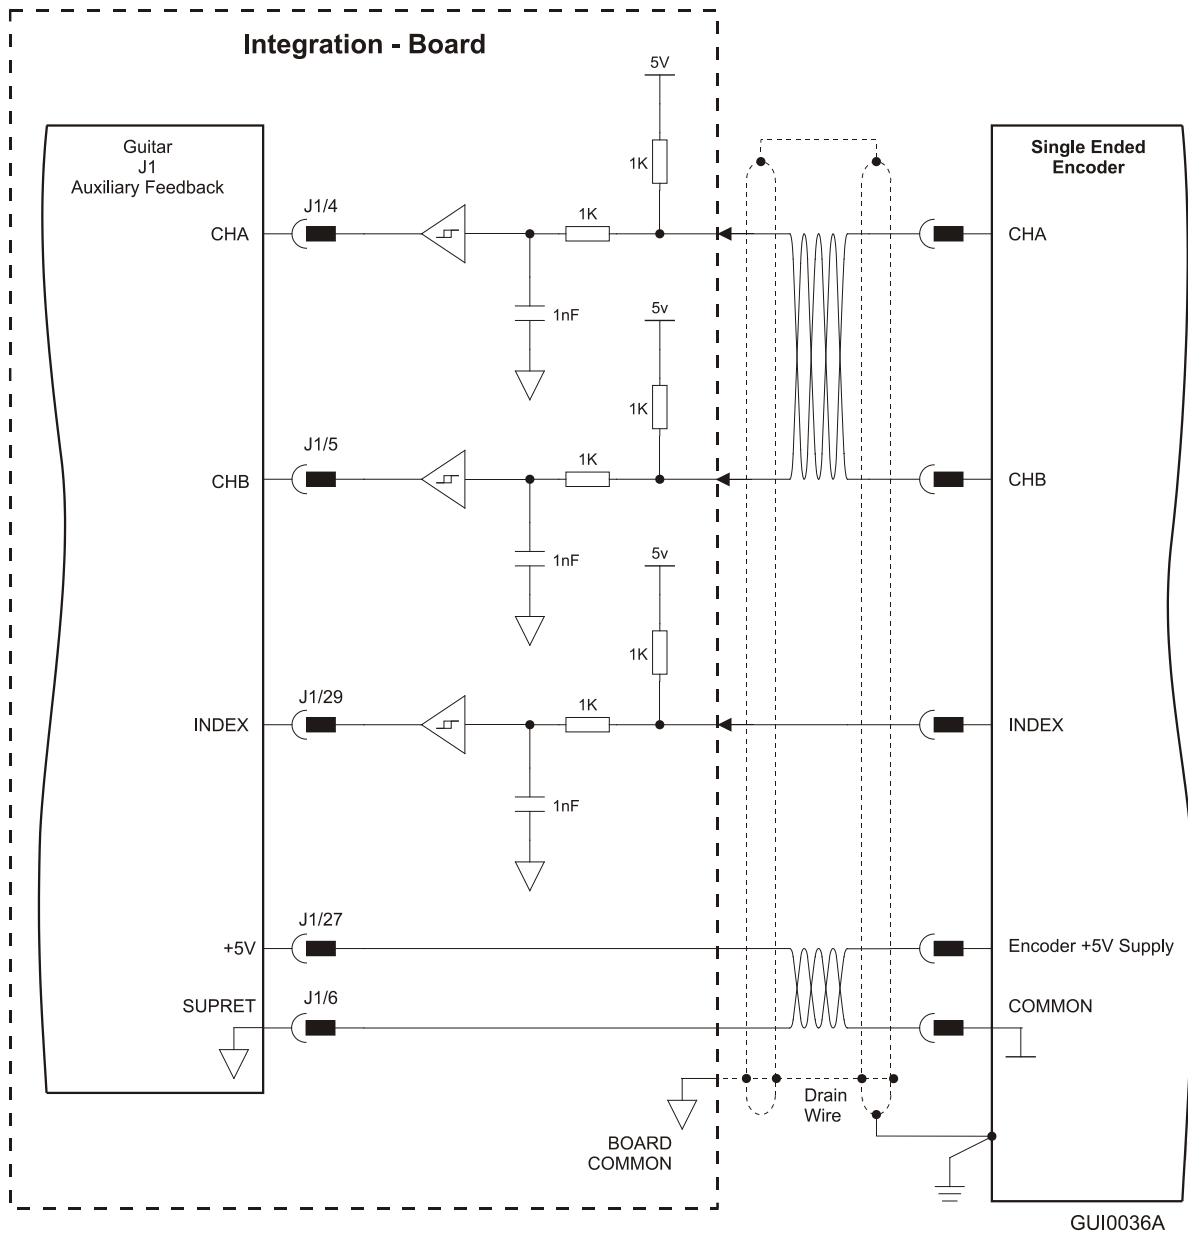 Integration - Board
5V
Guitar
J1
Auxiliary Feedback
Single Ended
Encoder
1K
J1/4
1K
CHA
CHA
1nF
5v
1K
J1/5
1K
CHB
CHB
1nF
5v
1K
J1/29
1K
INDEX
INDEX
1nF
J1/27
+5V
Encoder +5V Supply
J1/6
SUPRET
COMMON
Drain
Wire
BOARD
COMMON
GUI0036A